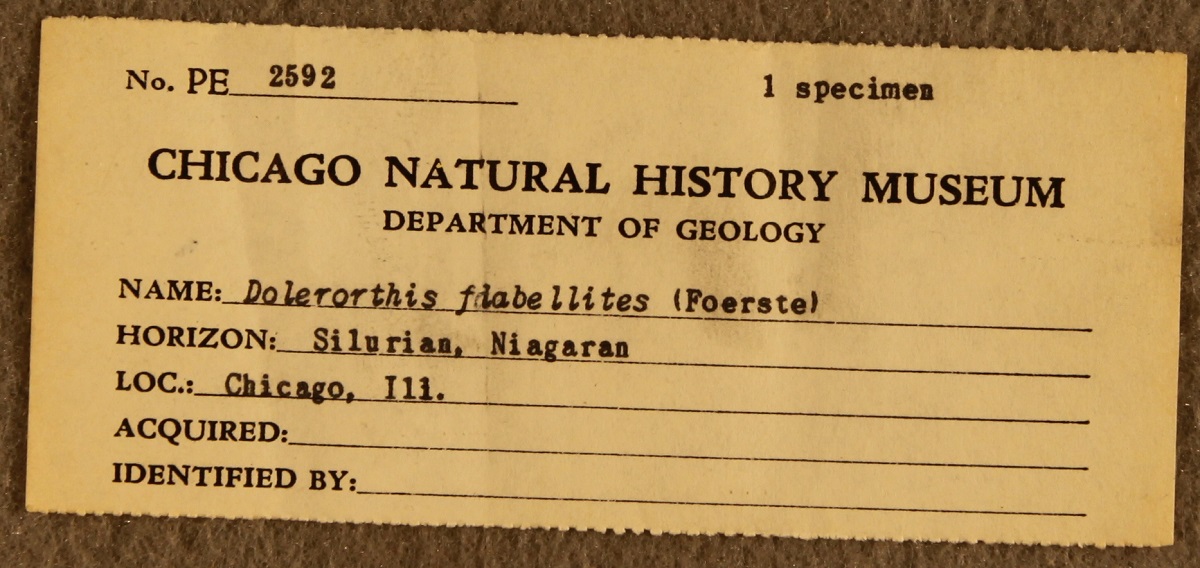 No. PE 2592 1 specimen
CHICAGO NATURAL HISTORY MUSEUM
DEPARTMENT OF GEOLOGY
NAME: Dolerorthis flabellites (Foerste)
HORIZON: Silurian, Niagaran
LOC.: Chicago, Ill.
ACQUIRED:
IDENTIFIED BY: